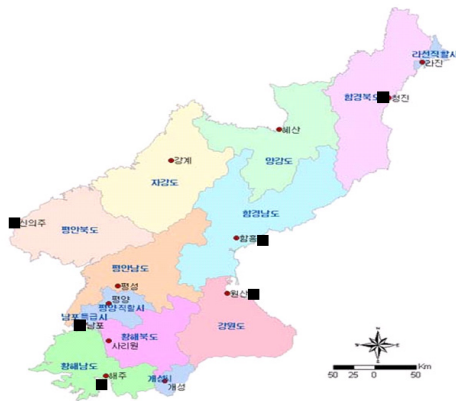 라선직할시
라진
함경북도
청진
혜산
양강도
강계
자강도
함경남도
산의주
평안북도
함흥
평안남도
평성
원산
평양
평양직할시
남포특급시
남포
황해북도
강원도
사리원
황해남도
해주
개성시
개성
50 25 0 50 Km